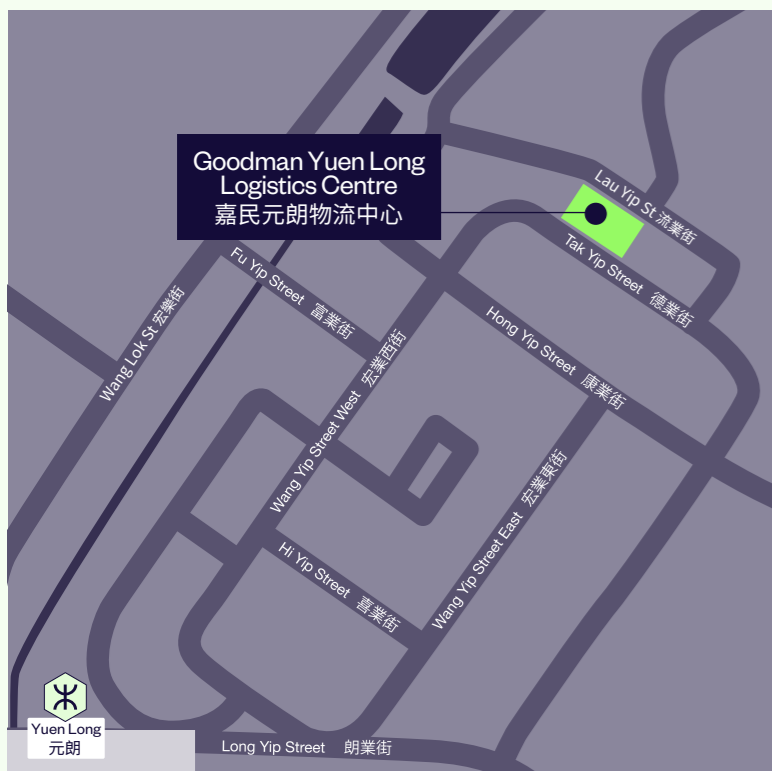 Goodman Yuen Long
Logistics Centre
嘉民元朗物流中心
Lau Yip St 流業街
Tak Yip Street 德業街
Fu Yip Street 富業街
Hong Yip Street 康業街
Wang Lok St 宏樂街
Wang Yip Street West 宏業西街
Wang Yip Street East 宏業東街
Hi Yip Street 喜業街
Yuen Long
元朗
Long Yip Street 朗業街